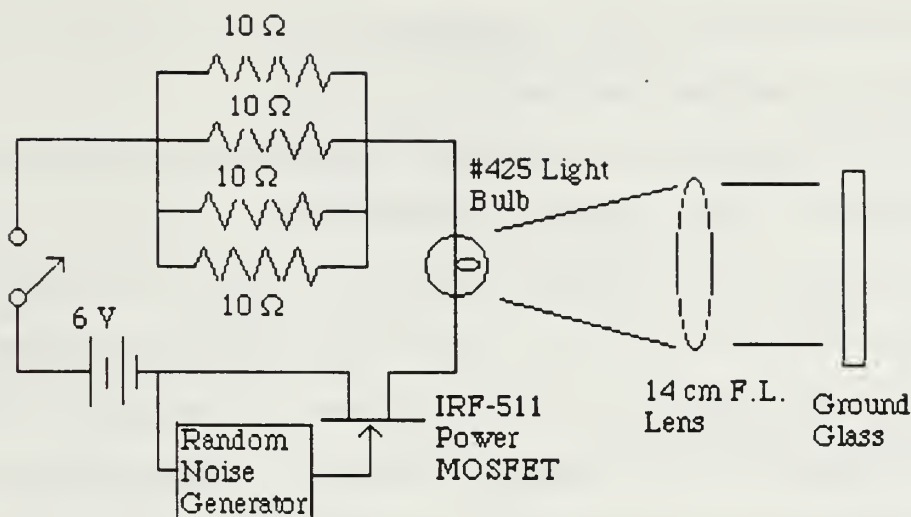 10 Ω
10 Ω
10 Ω
10 Ω
#425 Light
Bulb
6 V
IRF-511
Power
MOSFET
Random
Noise
Generator
14 cm F.L.
Lens
Ground
Glass